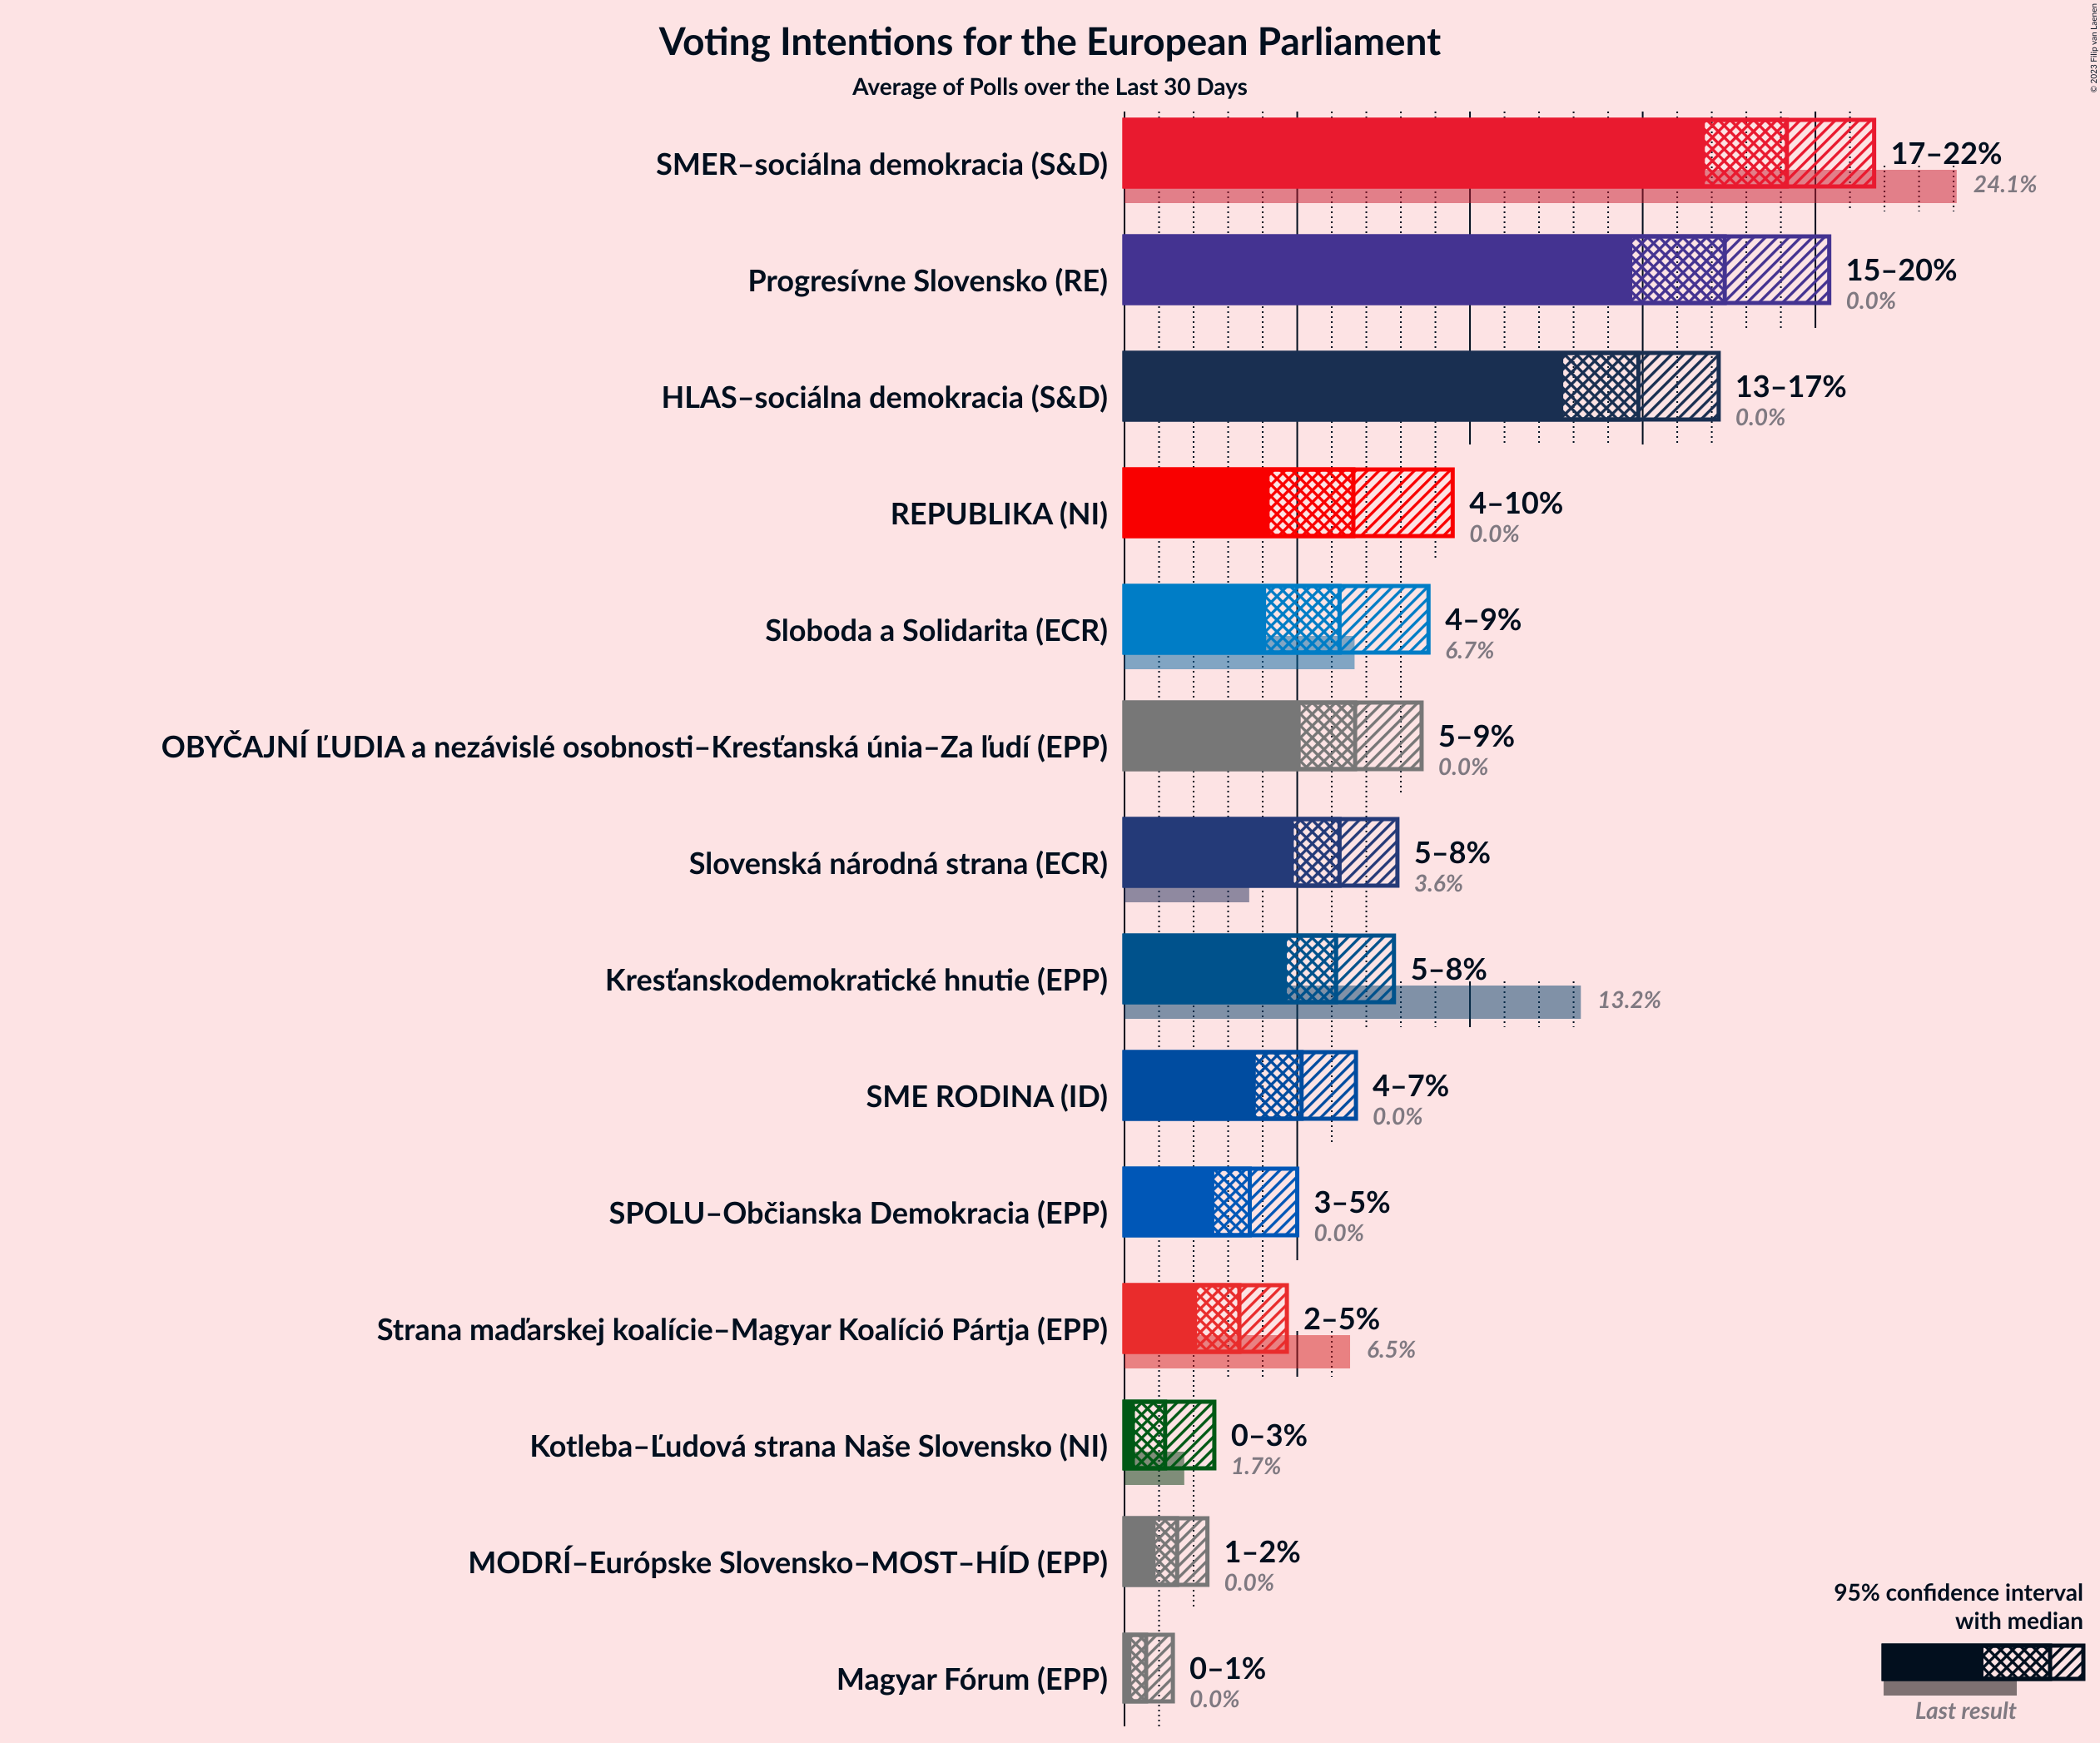 © 2023 Filip van Laenen
Voting Intentions for the European Parliament
Average of Polls over the Last 30 Days
SMER–sociálna demokracia (S&D)
17–22%
24.1%
Progresívne Slovensko (RE)
15–20%
0.0%
HLAS–sociálna demokracia (S&D)
13–17%
0.0%
REPUBLIKA (NI)
4–10%
0.0%
Sloboda a Solidarita (ECR)
4–9%
6.7%
OBYČAJNÍ ĽUDIA a nezávislé osobnosti–Kresťanská únia–Za ľudí (EPP)
5–9%
0.0%
Slovenská národná strana (ECR)
5–8%
3.6%
Kresťanskodemokratické hnutie (EPP)
5–8%
13.2%
SME RODINA (ID)
4–7%
0.0%
SPOLU–Občianska Demokracia (EPP)
3–5%
0.0%
Strana maďarskej koalície–Magyar Koalíció Pártja (EPP)
2–5%
6.5%
Kotleba–Ľudová strana Naše Slovensko (NI)
0–3%
1.7%
MODRÍ–Európske Slovensko–MOST–HÍD (EPP)
1–2%
0.0%
Magyar Fórum (EPP)
0–1%
0.0%
95% confidence interval
with median
Last result